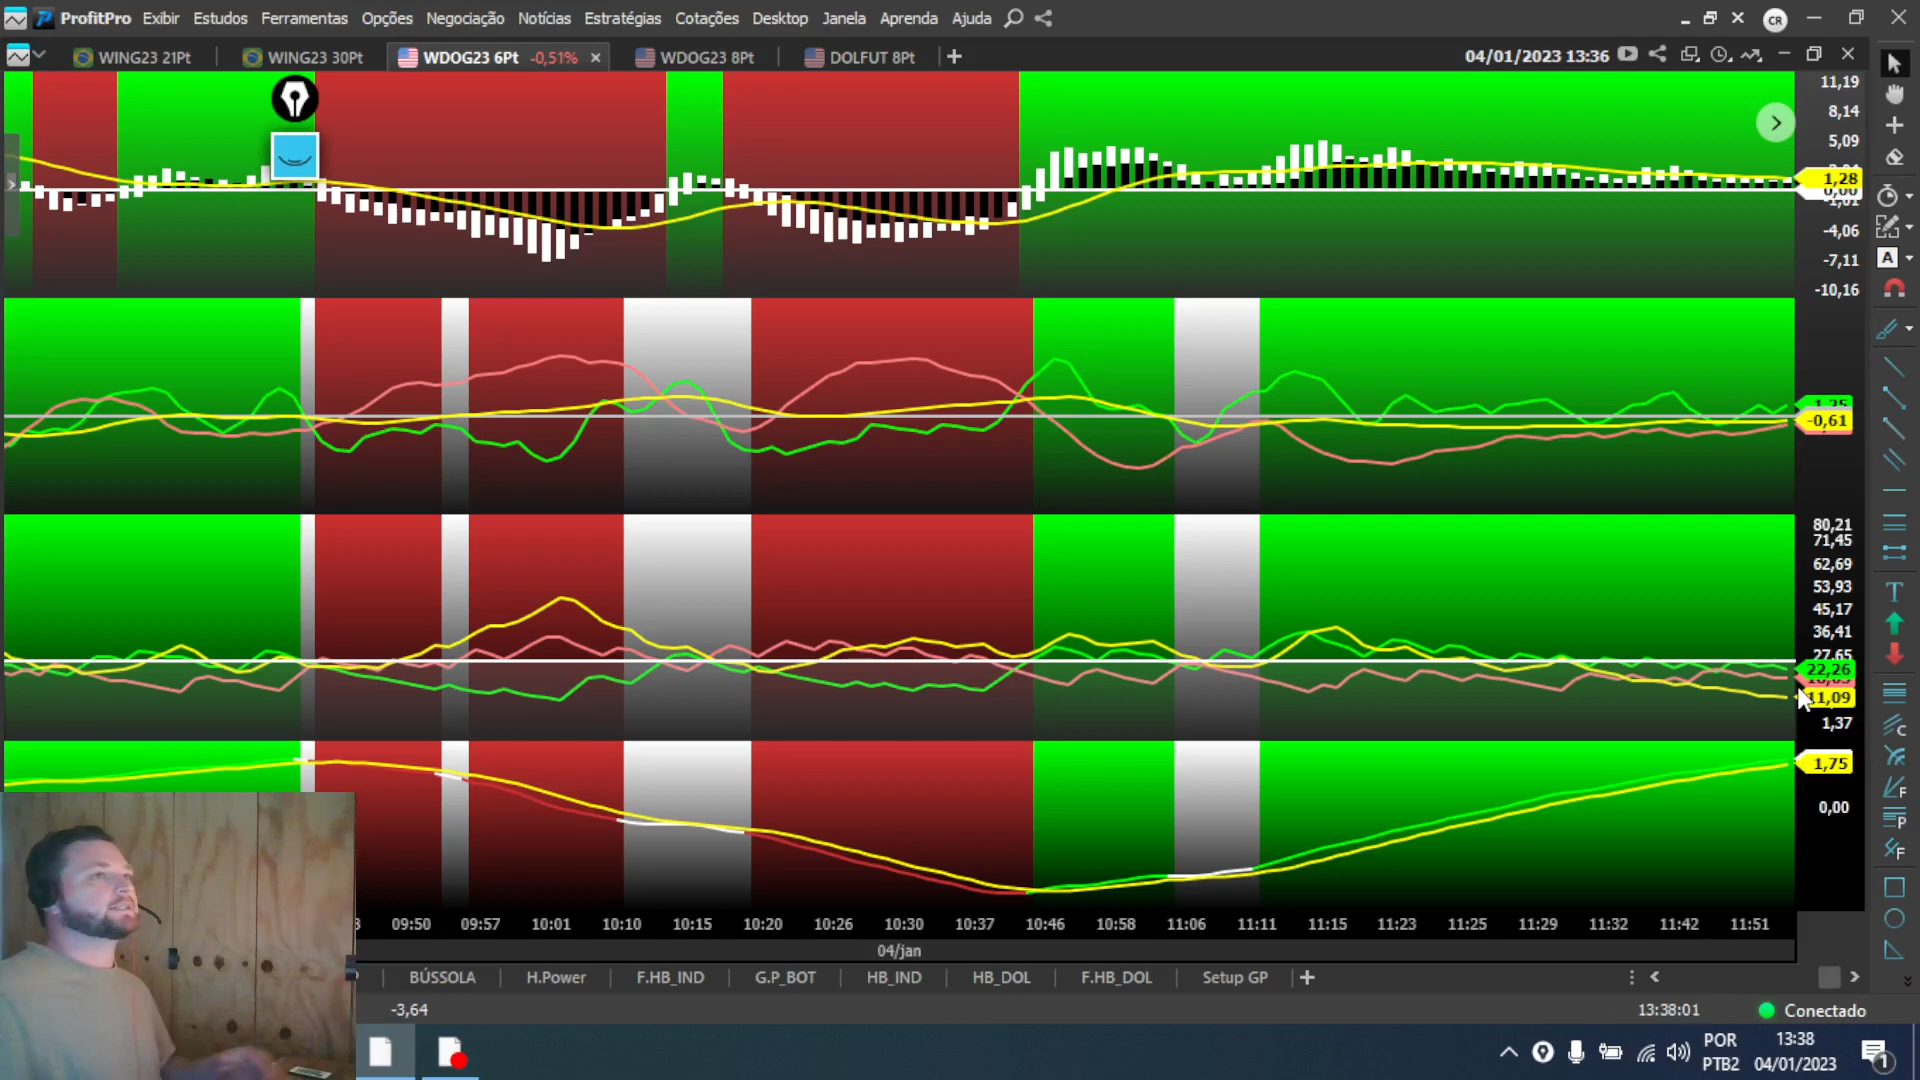 ProfitPro Exibir Estudos Ferramentas Opções Negociação Notícias Estratégias Cotações Desktop Janela Aprenda Ajuda CR
WING23 21Pt WING23 30Pt WDOG23 6Pt -0,51% WDOG23 8Pt DOLFUT 8Pt 04/01/2023 13:36
11,19
8,14
5,09
1,28
-4,06
-7,11
-10,16
-0,61
80,21
71,45
62,69
53,93
45,17
36,41
27,65
22,26
11,09
1,37
1,75
0,00
09:50 09:57 10:01 10:10 10:15 10:20 10:26 10:30 10:37 10:46 10:58 11:06 11:11 11:15 11:23 11:25 11:29 11:32 11:42 11:51
04/jan
BÚSSOLA H.Power F.HB_IND G.P_BOT HB_IND HB_DOL F.HB_DOL Setup GP
-3,64 13:38:01 Conectado
POR 13:38
PTB2 04/01/2023 1